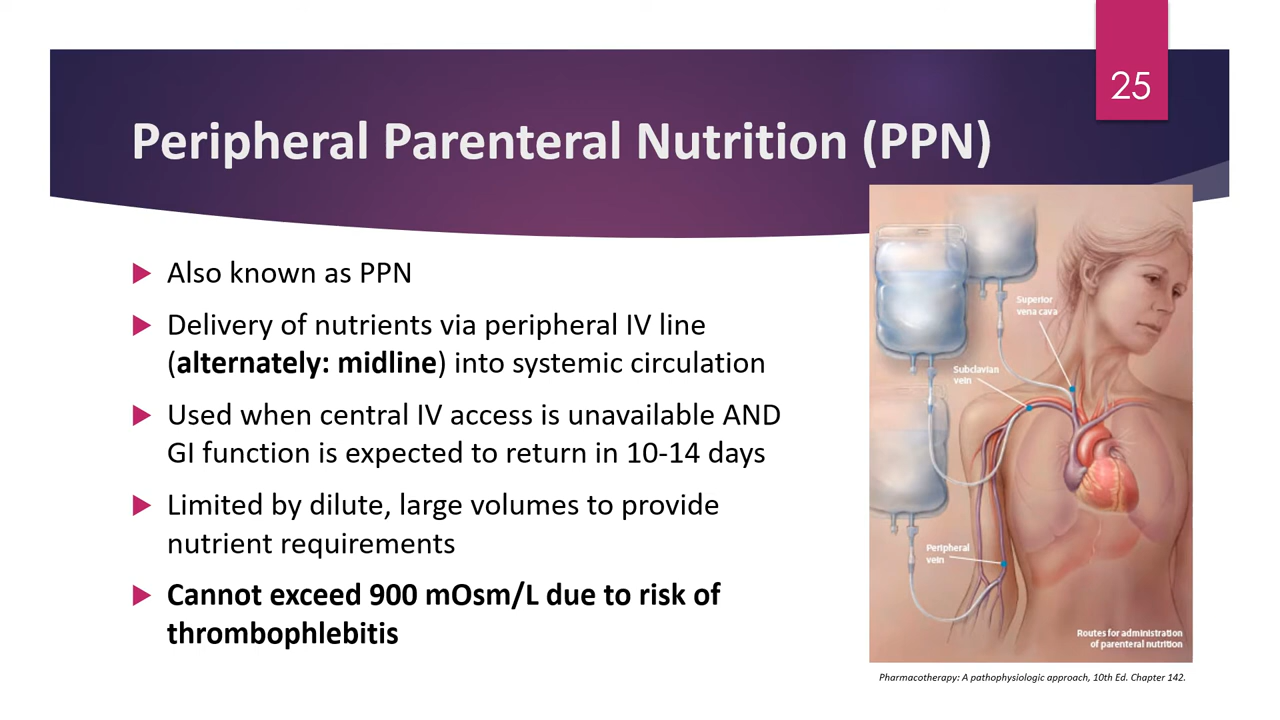 25
Peripheral Parenteral Nutrition (PPN)
Also known as PPN
Delivery of nutrients via peripheral IV line
(alternately: midline) into systemic circulation
Used when central IV access is unavailable AND
GI function is expected to return in 10-14 days
Limited by dilute, large volumes to provide
nutrient requirements
Cannot exceed 900 mOsm/L due to risk of
thrombophlebitis
Superior
vena cava
Subclavian
vein
Peripheral
vein
Routes for administration
of parenteral nutrition
Pharmacotherapy: A pathophysiologic approach, 10th Ed. Chapter 142.